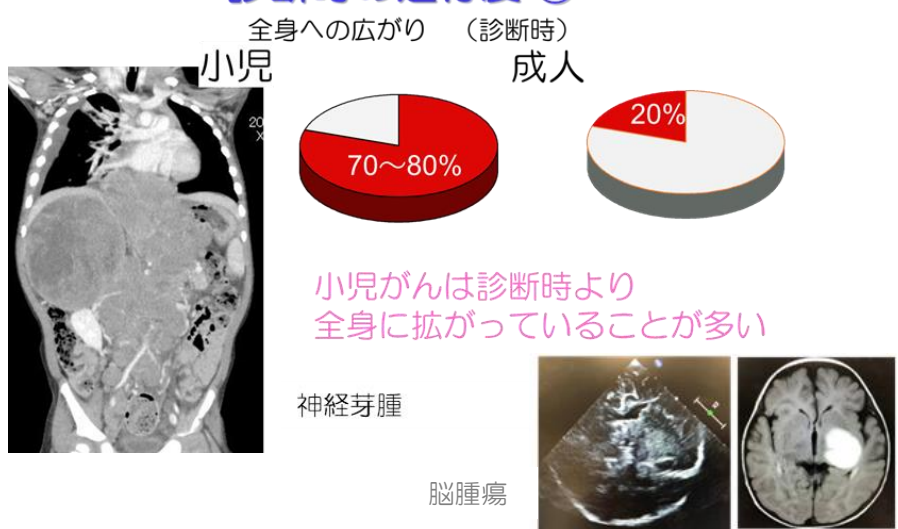 全身への広がり (診断時)
小児
成人
20
X
70～80%
20%
小児がんは診断時より
全身に拡がっていることが多い
神経芽腫
脳腫瘍